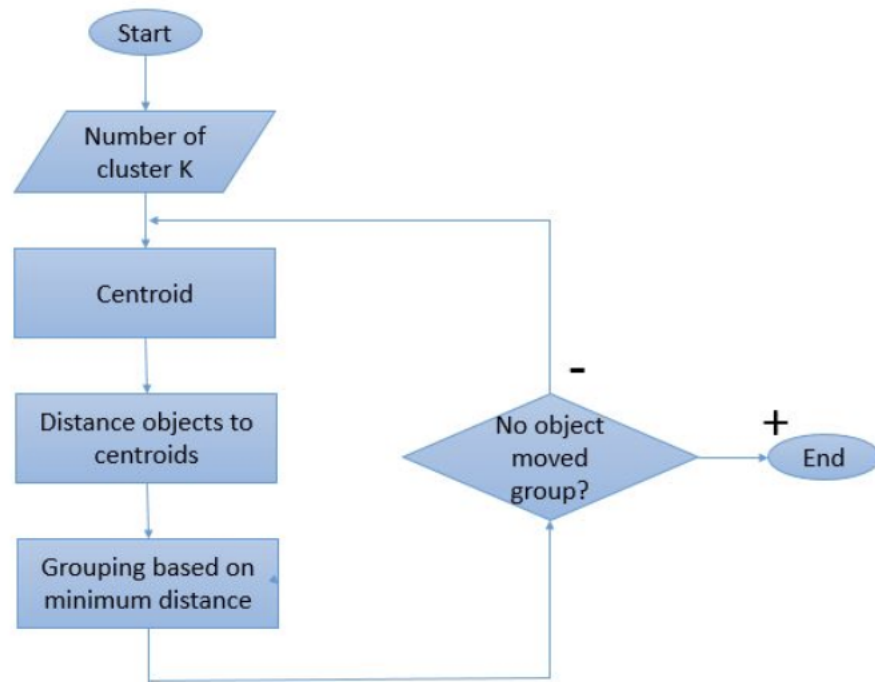 Start
Number of
cluster K
Centroid
Distance objects to
centroids
Grouping based on
minimum distance
-
No object
moved
group?
+
End